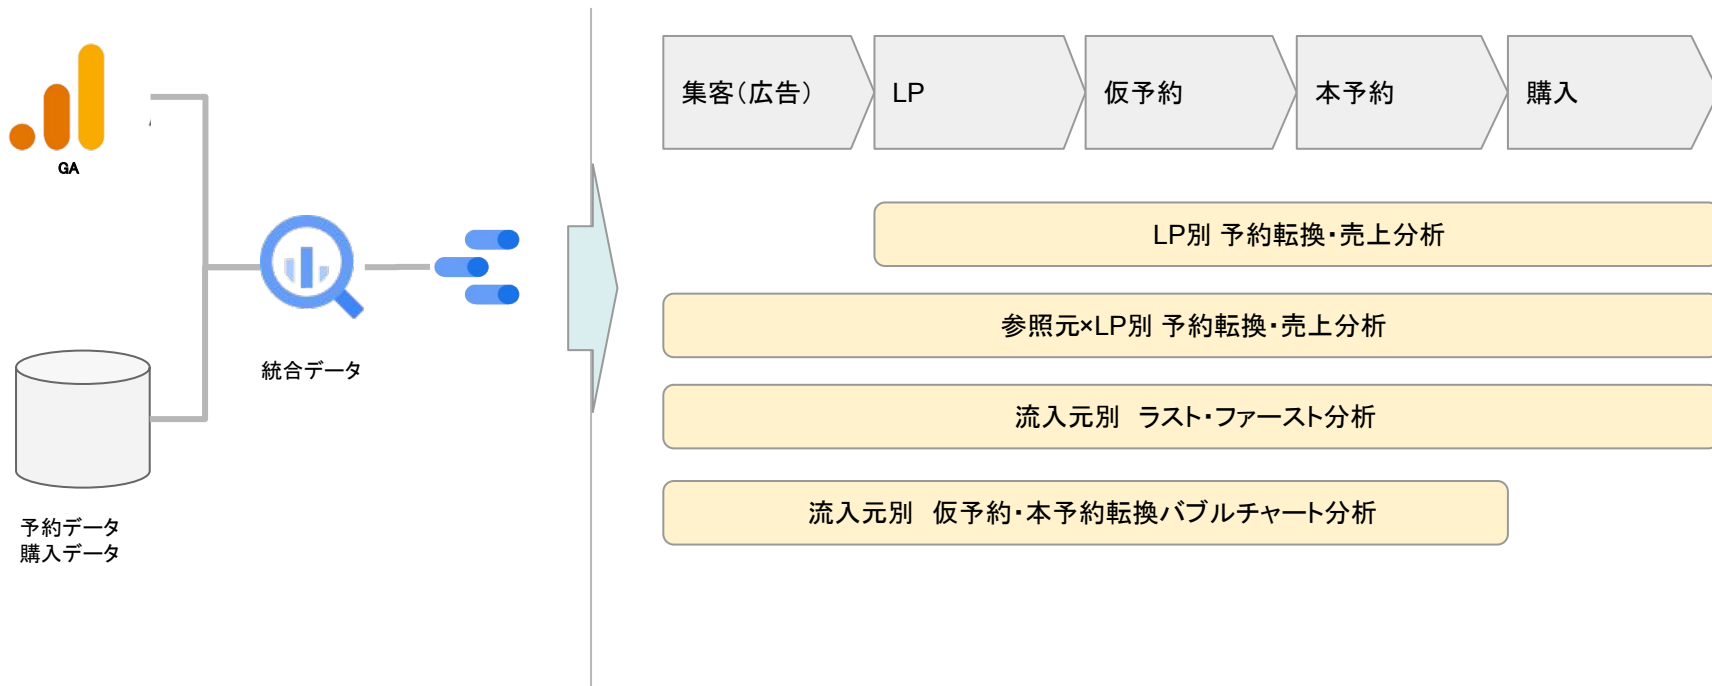 GA
予約データ
購入データ
統合データ
集客(広告)
LP
仮予約
本予約
購入
LP別 予約転換・売上分析
参照元×LP別 予約転換・売上分析
流入元別　ラスト・ファースト分析
流入元別　仮予約・本予約転換バブルチャート分析